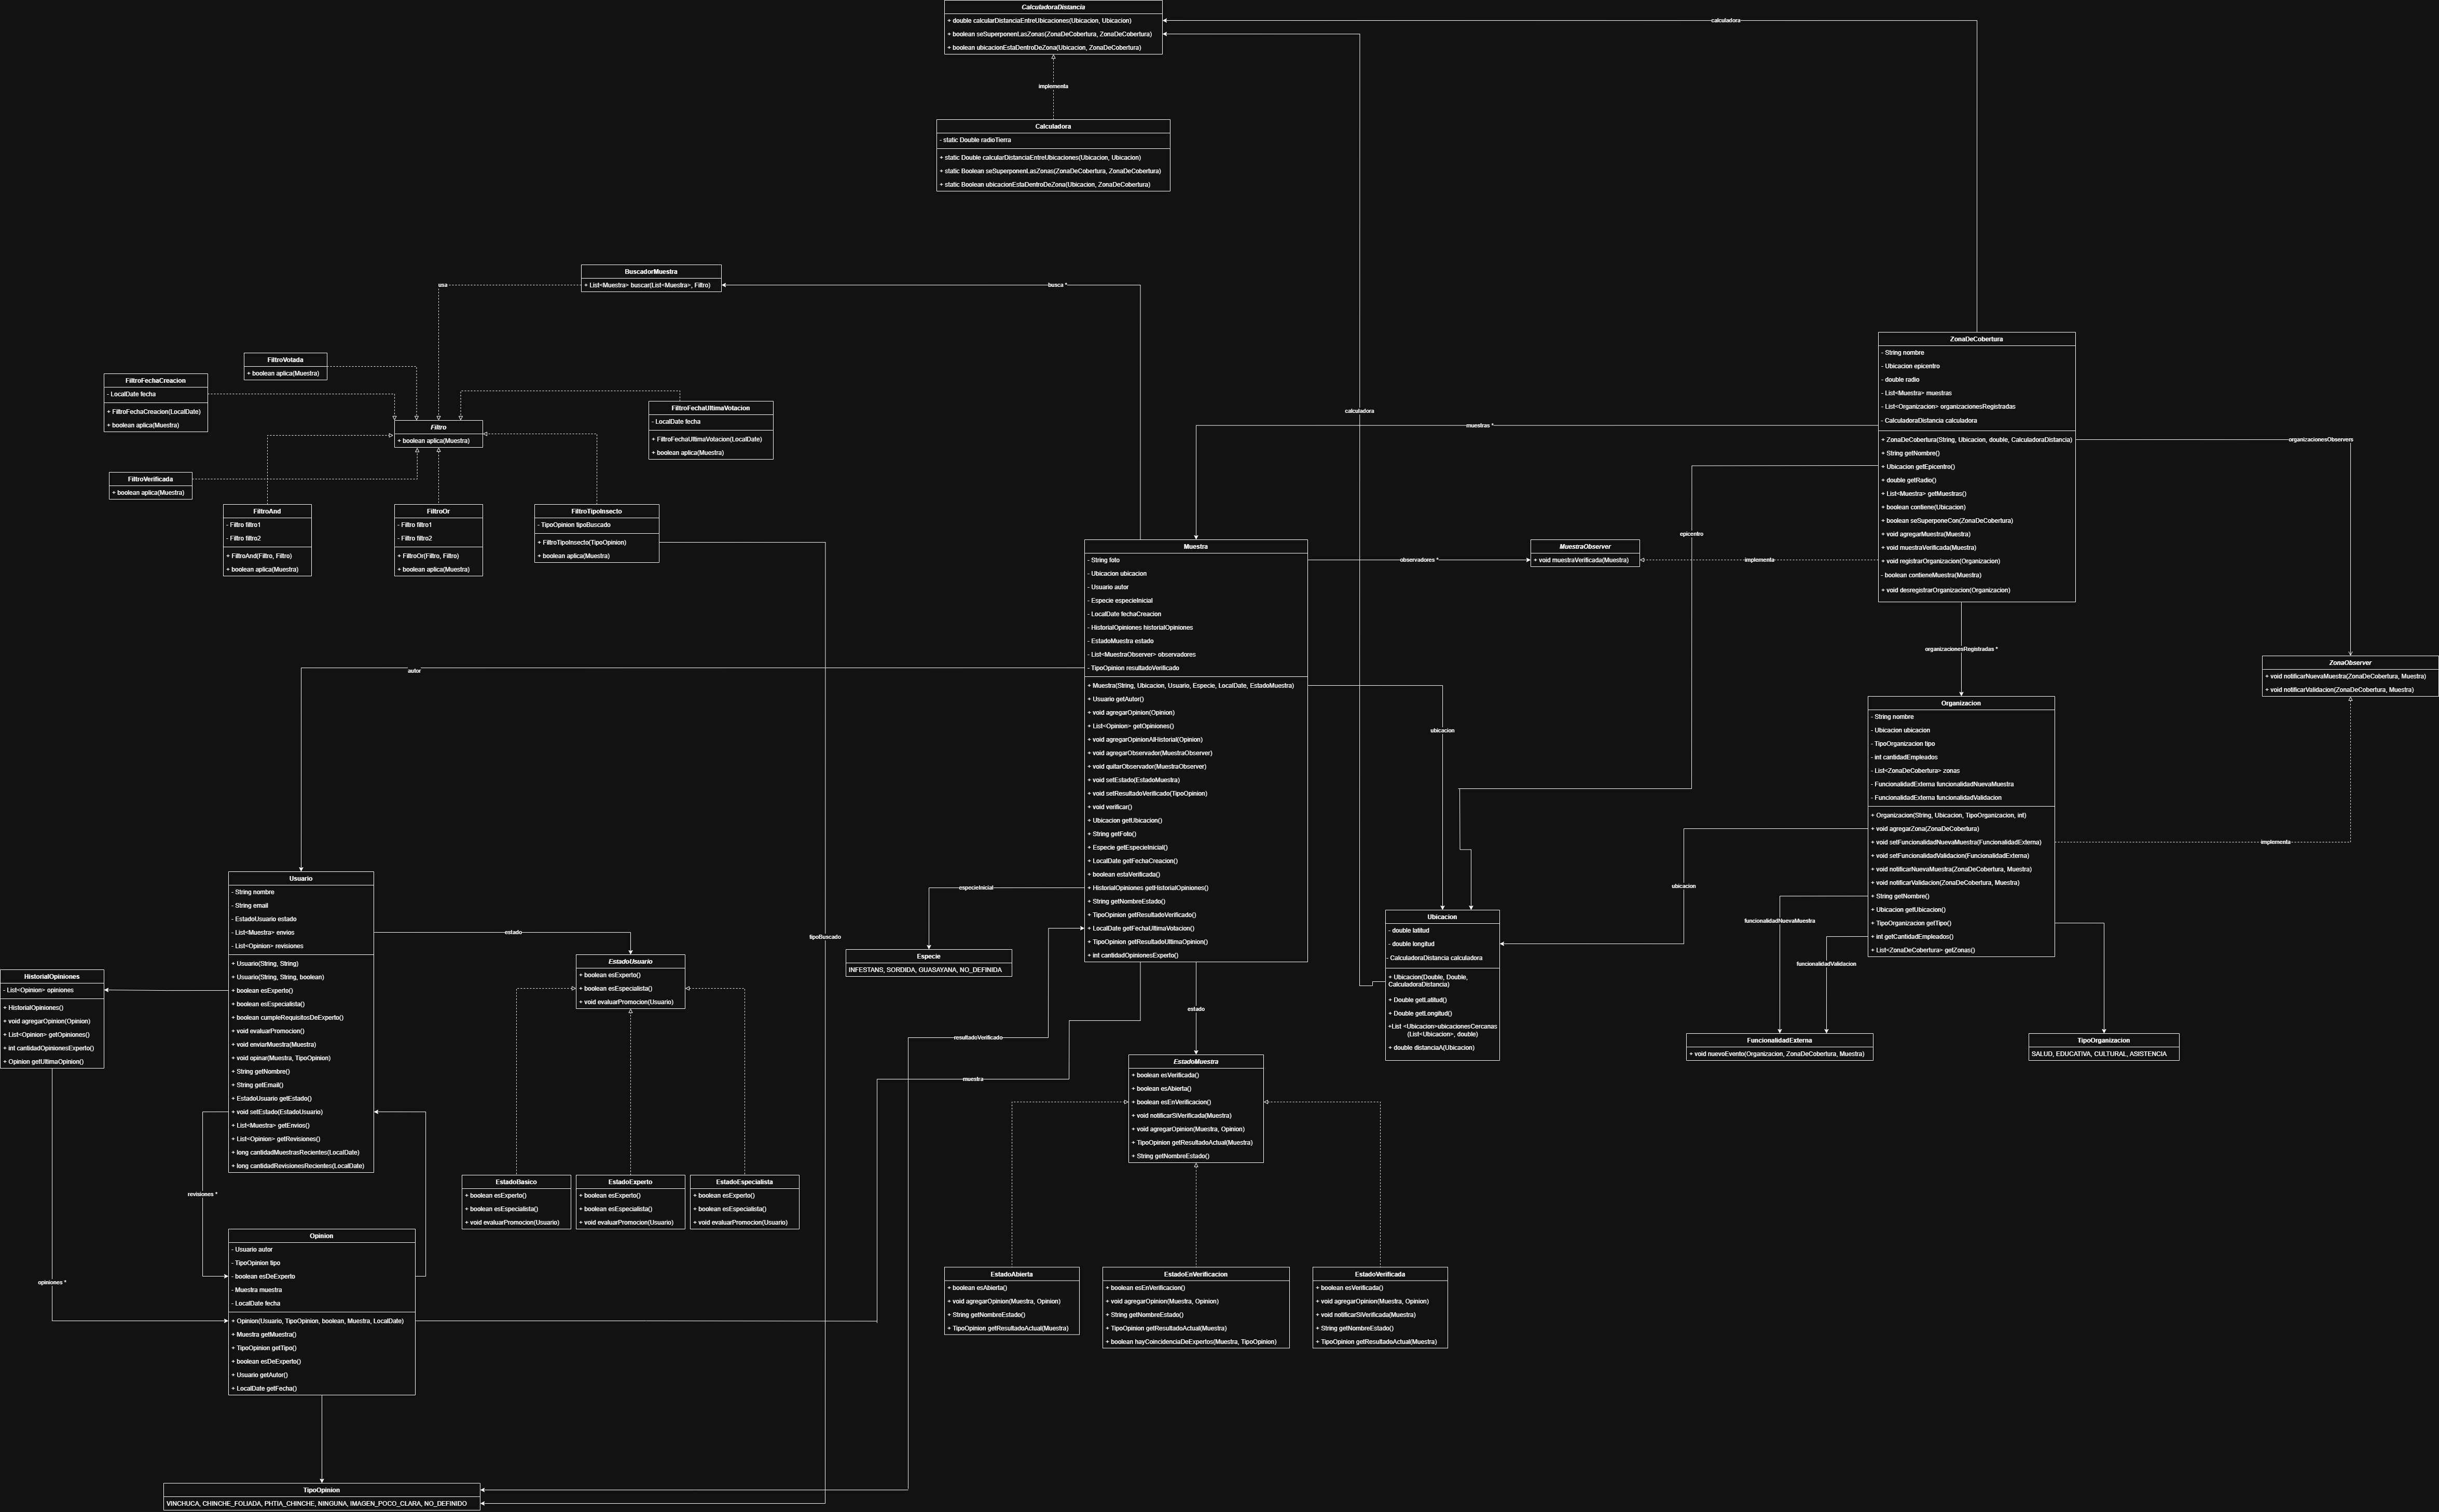 CalculadoraDistancia
+ double calcularDistanciaEntreUbicaciones(Ubicacion, Ubicacion)
+ boolean seSuperponenLasZonas(ZonaDeCobertura, ZonaDeCobertura)
+ boolean ubicacionEstaDentroDeZona(Ubicacion, ZonaDeCobertura)
calculadora
implementa
Calculadora
- static Double radioTierra
+ static Double calcularDistanciaEntreUbicaciones(Ubicacion, Ubicacion)
+ static Boolean seSuperponenLasZonas(ZonaDeCobertura, ZonaDeCobertura)
+ static Boolean ubicacionEstaDentroDeZona(Ubicacion, ZonaDeCobertura)
BuscadorMuestra
+ List<Muestra> buscar(List<Muestra>, Filtro)
usa
busca *
FiltroVotada
+ boolean aplica(Muestra)
FiltroFechaCreacion
- LocalDate fecha
+ FiltroFechaCreacion(LocalDate)
+ boolean aplica(Muestra)
FiltroFechaUltimaVotacion
- LocalDate fecha
+ FiltroFechaUltimaVotacion(LocalDate)
+ boolean aplica(Muestra)
Filtro
+ boolean aplica(Muestra)
FiltroVerificada
+ boolean aplica(Muestra)
FiltroAnd
- Filtro filtro1
- Filtro filtro2
+ FiltroAnd(Filtro, Filtro)
+ boolean aplica(Muestra)
FiltroOr
- Filtro filtro1
- Filtro filtro2
+ FiltroOr(Filtro, Filtro)
+ boolean aplica(Muestra)
FiltroTipoInsecto
- TipoOpinion tipoBuscado
+ FiltroTipoInsecto(TipoOpinion)
+ boolean aplica(Muestra)
calculadora
muestras *
epicentro
ZonaDeCobertura
- String nombre
- Ubicacion epicentro
- double radio
- List<Muestra> muestras
- List<Organizacion> organizacionesRegistradas
- CalculadoraDistancia calculadora
+ ZonaDeCobertura(String, Ubicacion, double, CalculadoraDistancia)
+ String getNombre()
+ Ubicacion getEpicentro()
+ double getRadio()
+ List<Muestra> getMuestras()
+ boolean contiene(Ubicacion)
+ boolean seSuperponeCon(ZonaDeCobertura)
+ void agregarMuestra(Muestra)
+ void muestraVerificada(Muestra)
+ void registrarOrganizacion(Organizacion)
- boolean contieneMuestra(Muestra)
+ void desregistrarOrganizacion(Organizacion)
organizacionesObservers
MuestraObserver
+ void muestraVerificada(Muestra)
observadores *
implementa
organizacionesRegistradas *
Muestra
- String foto
- Ubicacion ubicacion
- Usuario autor
- Especie especieInicial
- LocalDate fechaCreacion
- HistorialOpiniones historialOpiniones
- EstadoMuestra estado
- List<MuestraObserver> observadores
- TipoOpinion resultadoVerificado
+ Muestra(String, Ubicacion, Usuario, Especie, LocalDate, EstadoMuestra)
+ Usuario getAutor()
+ void agregarOpinion(Opinion)
+ List<Opinion> getOpiniones()
+ void agregarOpinionAlHistorial(Opinion)
+ void agregarObservador(MuestraObserver)
+ void quitarObservador(MuestraObserver)
+ void setEstado(EstadoMuestra)
+ void setResultadoVerificado(TipoOpinion)
+ void verificar()
+ Ubicacion getUbicacion()
+ String getFoto()
+ Especie getEspecieInicial()
+ LocalDate getFechaCreacion()
+ boolean estaVerificada()
+ HistorialOpiniones getHistorialOpiniones()
+ String getNombreEstado()
+ TipoOpinion getResultadoVerificado()
+ LocalDate getFechaUltimaVotacion()
+ TipoOpinion getResultadoUltimaOpinion()
+ int cantidadOpinionesExperto()
autor
ubicacion
ZonaObserver
+ void notificarNuevaMuestra(ZonaDeCobertura, Muestra)
+ void notificarValidacion(ZonaDeCobertura, Muestra)
implementa
Organizacion
- String nombre
- Ubicacion ubicacion
- TipoOrganizacion tipo
- int cantidadEmpleados
- List<ZonaDeCobertura> zonas
- FuncionalidadExterna funcionalidadNuevaMuestra
- FuncionalidadExterna funcionalidadValidacion
+ Organizacion(String, Ubicacion, TipoOrganizacion, int)
+ void agregarZona(ZonaDeCobertura)
+ void setFuncionalidadNuevaMuestra(FuncionalidadExterna)
+ void setFuncionalidadValidacion(FuncionalidadExterna)
+ void notificarNuevaMuestra(ZonaDeCobertura, Muestra)
+ void notificarValidacion(ZonaDeCobertura, Muestra)
+ String getNombre()
+ Ubicacion getUbicacion()
+ TipoOrganizacion getTipo()
+ int getCantidadEmpleados()
+ List<ZonaDeCobertura> getZonas()
ubicacion
funcionalidadNuevaMuestra
funcionalidadValidacion
Usuario
- String nombre
- String email
- EstadoUsuario estado
- List<Muestra> envios
- List<Opinion> revisiones
+ Usuario(String, String)
+ Usuario(String, String, boolean)
+ boolean esExperto()
+ boolean esEspecialista()
+ boolean cumpleRequisitosDeExperto()
+ void evaluarPromocion()
+ void enviarMuestra(Muestra)
+ void opinar(Muestra, TipoOpinion)
+ String getNombre()
+ String getEmail()
+ EstadoUsuario getEstado()
+ void setEstado(EstadoUsuario)
+ List<Muestra> getEnvios()
+ List<Opinion> getRevisiones()
+ long cantidadMuestrasRecientes(LocalDate)
+ long cantidadRevisionesRecientes(LocalDate)
estado
especieInicial
tipoBuscado
Especie
INFESTANS, SORDIDA, GUASAYANA, NO_DEFINIDA
EstadoUsuario
+ boolean esExperto()
+ boolean esEspecialista()
+ void evaluarPromocion(Usuario)
HistorialOpiniones
- List<Opinion> opiniones
+ HistorialOpiniones()
+ void agregarOpinion(Opinion)
+ List<Opinion> getOpiniones()
+ int cantidadOpinionesExperto()
+ Opinion getUltimaOpinion()
Ubicacion
- double latitud
- double longitud
- CalculadoraDistancia calculadora
+ Ubicacion(Double, Double,
CalculadoraDistancia)
+ Double getLatitud()
+ Double getLongitud()
+List <Ubicacion>ubicacionesCercanas
(List<Ubicacion>, double)
+ double distanciaA(Ubicacion)
FuncionalidadExterna
+ void nuevoEvento(Organizacion, ZonaDeCobertura, Muestra)
TipoOrganizacion
SALUD, EDUCATIVA, CULTURAL, ASISTENCIA
estado
resultadoVerificado
muestra
EstadoMuestra
+ boolean esVerificada()
+ boolean esAbierta()
+ boolean esEnVerificacion()
+ void notificarSiVerificada(Muestra)
+ void agregarOpinion(Muestra, Opinion)
+ TipoOpinion getResultadoActual(Muestra)
+ String getNombreEstado()
EstadoBasico
+ boolean esExperto()
+ boolean esEspecialista()
+ void evaluarPromocion(Usuario)
EstadoExperto
+ boolean esExperto()
+ boolean esEspecialista()
+ void evaluarPromocion(Usuario)
EstadoEspecialista
+ boolean esExperto()
+ boolean esEspecialista()
+ void evaluarPromocion(Usuario)
revisiones *
opiniones *
Opinion
- Usuario autor
- TipoOpinion tipo
- boolean esDeExperto
- Muestra muestra
- LocalDate fecha
+ Opinion(Usuario, TipoOpinion, boolean, Muestra, LocalDate)
+ Muestra getMuestra()
+ TipoOpinion getTipo()
+ boolean esDeExperto()
+ Usuario getAutor()
+ LocalDate getFecha()
EstadoAbierta
+ boolean esAbierta()
+ void agregarOpinion(Muestra, Opinion)
+ String getNombreEstado()
+ TipoOpinion getResultadoActual(Muestra)
EstadoEnVerificacion
+ boolean esEnVerificacion()
+ void agregarOpinion(Muestra, Opinion)
+ String getNombreEstado()
+ TipoOpinion getResultadoActual(Muestra)
+ boolean hayCoincidenciaDeExpertos(Muestra, TipoOpinion)
EstadoVerificada
+ boolean esVerificada()
+ void agregarOpinion(Muestra, Opinion)
+ void notificarSiVerificada(Muestra)
+ String getNombreEstado()
+ TipoOpinion getResultadoActual(Muestra)
TipoOpinion
VINCHUCA, CHINCHE_FOLIADA, PHTIA_CHINCHE, NINGUNA, IMAGEN_POCO_CLARA, NO_DEFINIDO